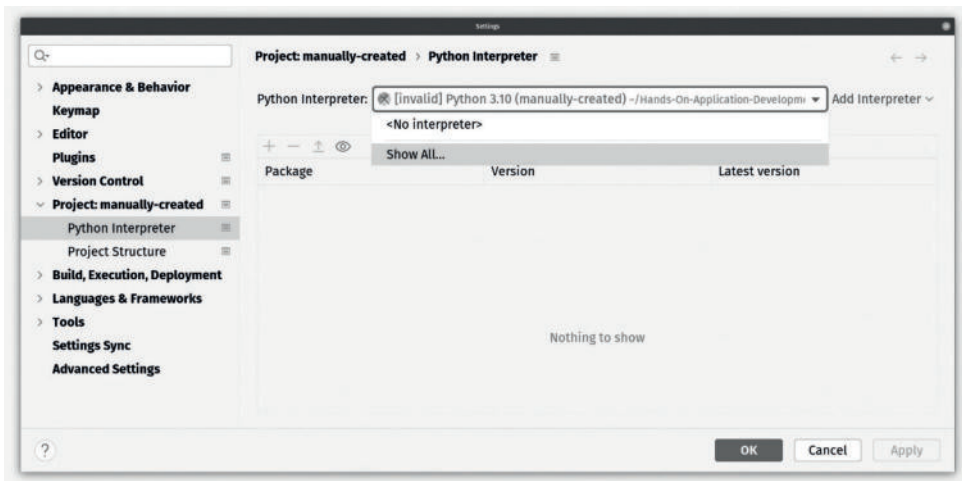 Settings
Project: manually-created > Python Interpreter
Appearance & Behavior
Keymap
Editor
Plugins
Version Control
Project: manually-created
Python Interpreter
Project Structure
Build, Execution, Deployment
Languages & Frameworks
Tools
Settings Sync
Advanced Settings
Python Interpreter: [invalid] Python 3.10 (manually-created) ~/Hands-On-Application-Developme Add Interpreter
<No interpreter>
Show All...
Package Version Latest version
Nothing to show
? OK Cancel Apply